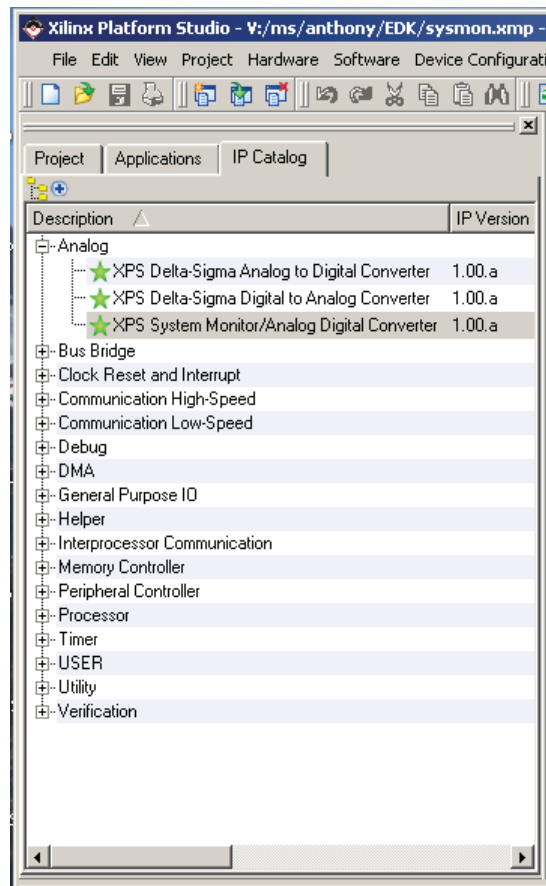 Xilinx Platform Studio - V:/ms/anthony/EDK/sysmon.xmp -
File Edit View Project Hardware Software Device Configurati
Project Applications IP Catalog
Description IP Version
Analog
XPS Delta-Sigma Analog to Digital Converter 1.00.a
XPS Delta-Sigma Digital to Analog Converter 1.00.a
XPS System Monitor/Analog Digital Converter 1.00.a
Bus Bridge
Clock Reset and Interrupt
Communication High-Speed
Communication Low-Speed
Debug
DMA
General Purpose IO
Helper
Interprocessor Communication
Memory Controller
Peripheral Controller
Processor
Timer
USER
Utility
Verification